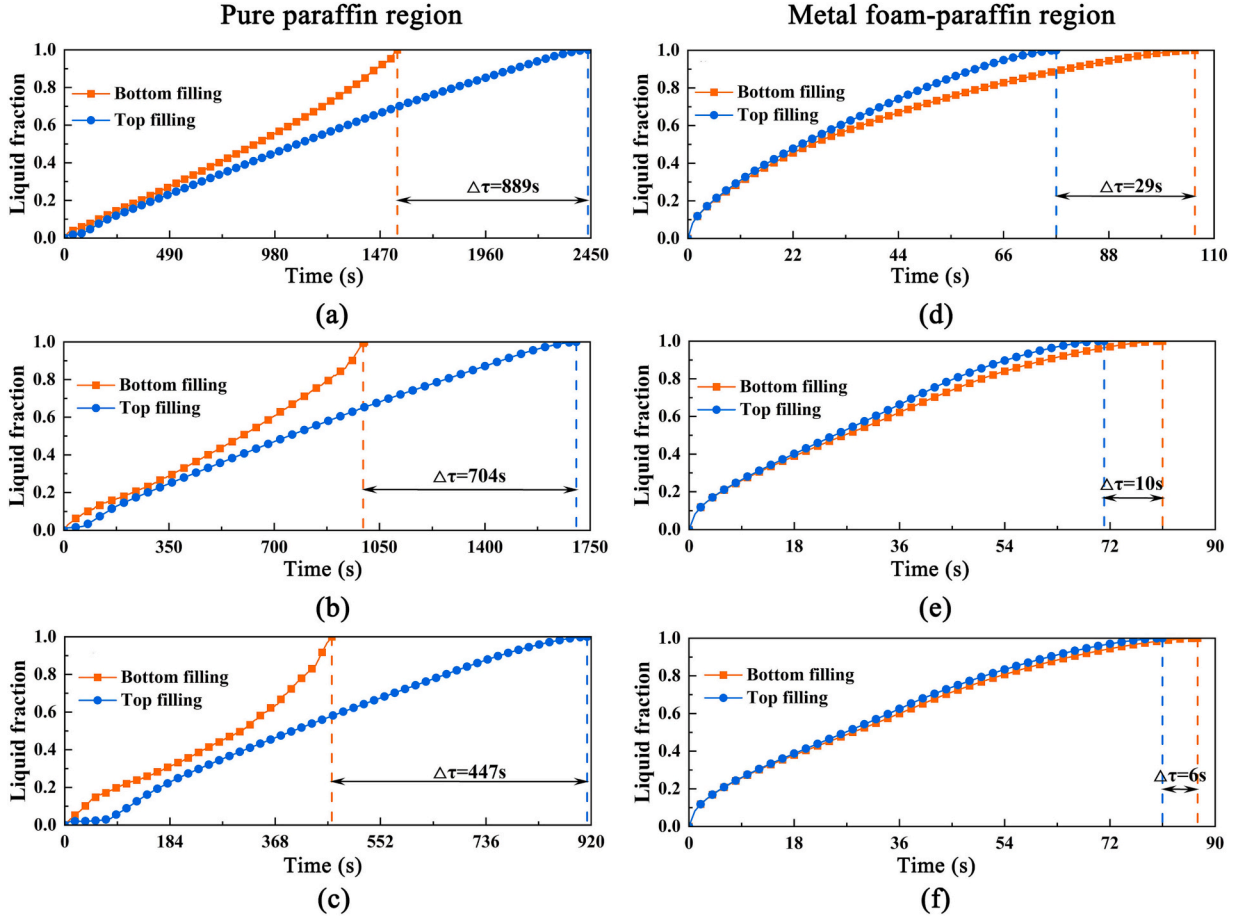 Pure paraffin region
Metal foam-paraffin region
Liquid fraction
1.0
0.8
0.6
0.4
0.2
0.0
Bottom filling
Top filling
△τ=889s
0 490 980 1470 1960 2450
Time (s)
(a)
Liquid fraction
1.0
0.8
0.6
0.4
0.2
0.0
Bottom filling
Top filling
△τ=29s
0 22 44 66 88 110
Time (s)
(d)
Liquid fraction
1.0
0.8
0.6
0.4
0.2
0.0
Bottom filling
Top filling
△τ=704s
0 350 700 1050 1400 1750
Time (s)
(b)
Liquid fraction
1.0
0.8
0.6
0.4
0.2
0.0
Bottom filling
Top filling
△τ=10s
0 18 36 54 72 90
Time (s)
(e)
Liquid fraction
1.0
0.8
0.6
0.4
0.2
0.0
Bottom filling
Top filling
△τ=447s
0 184 368 552 736 920
Time (s)
(c)
Liquid fraction
1.0
0.8
0.6
0.4
0.2
0.0
Bottom filling
Top filling
△τ=6s
0 18 36 54 72 90
Time (s)
(f)